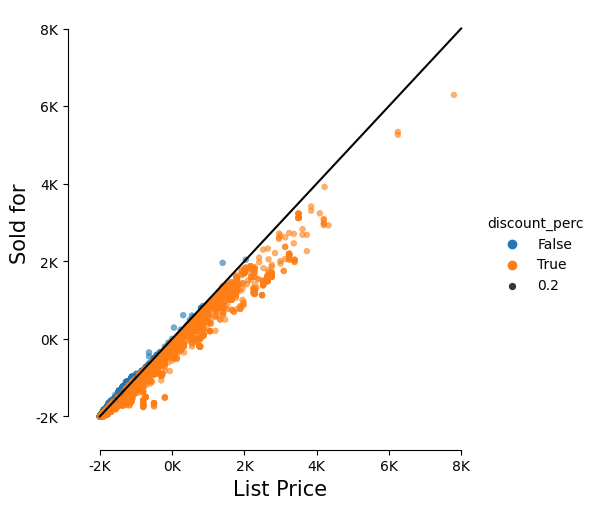 8K
6K
4K
2K
0K
-2K
Sold for
-2K 0K 2K 4K 6K 8K
List Price
discount_perc
False
True
0.2